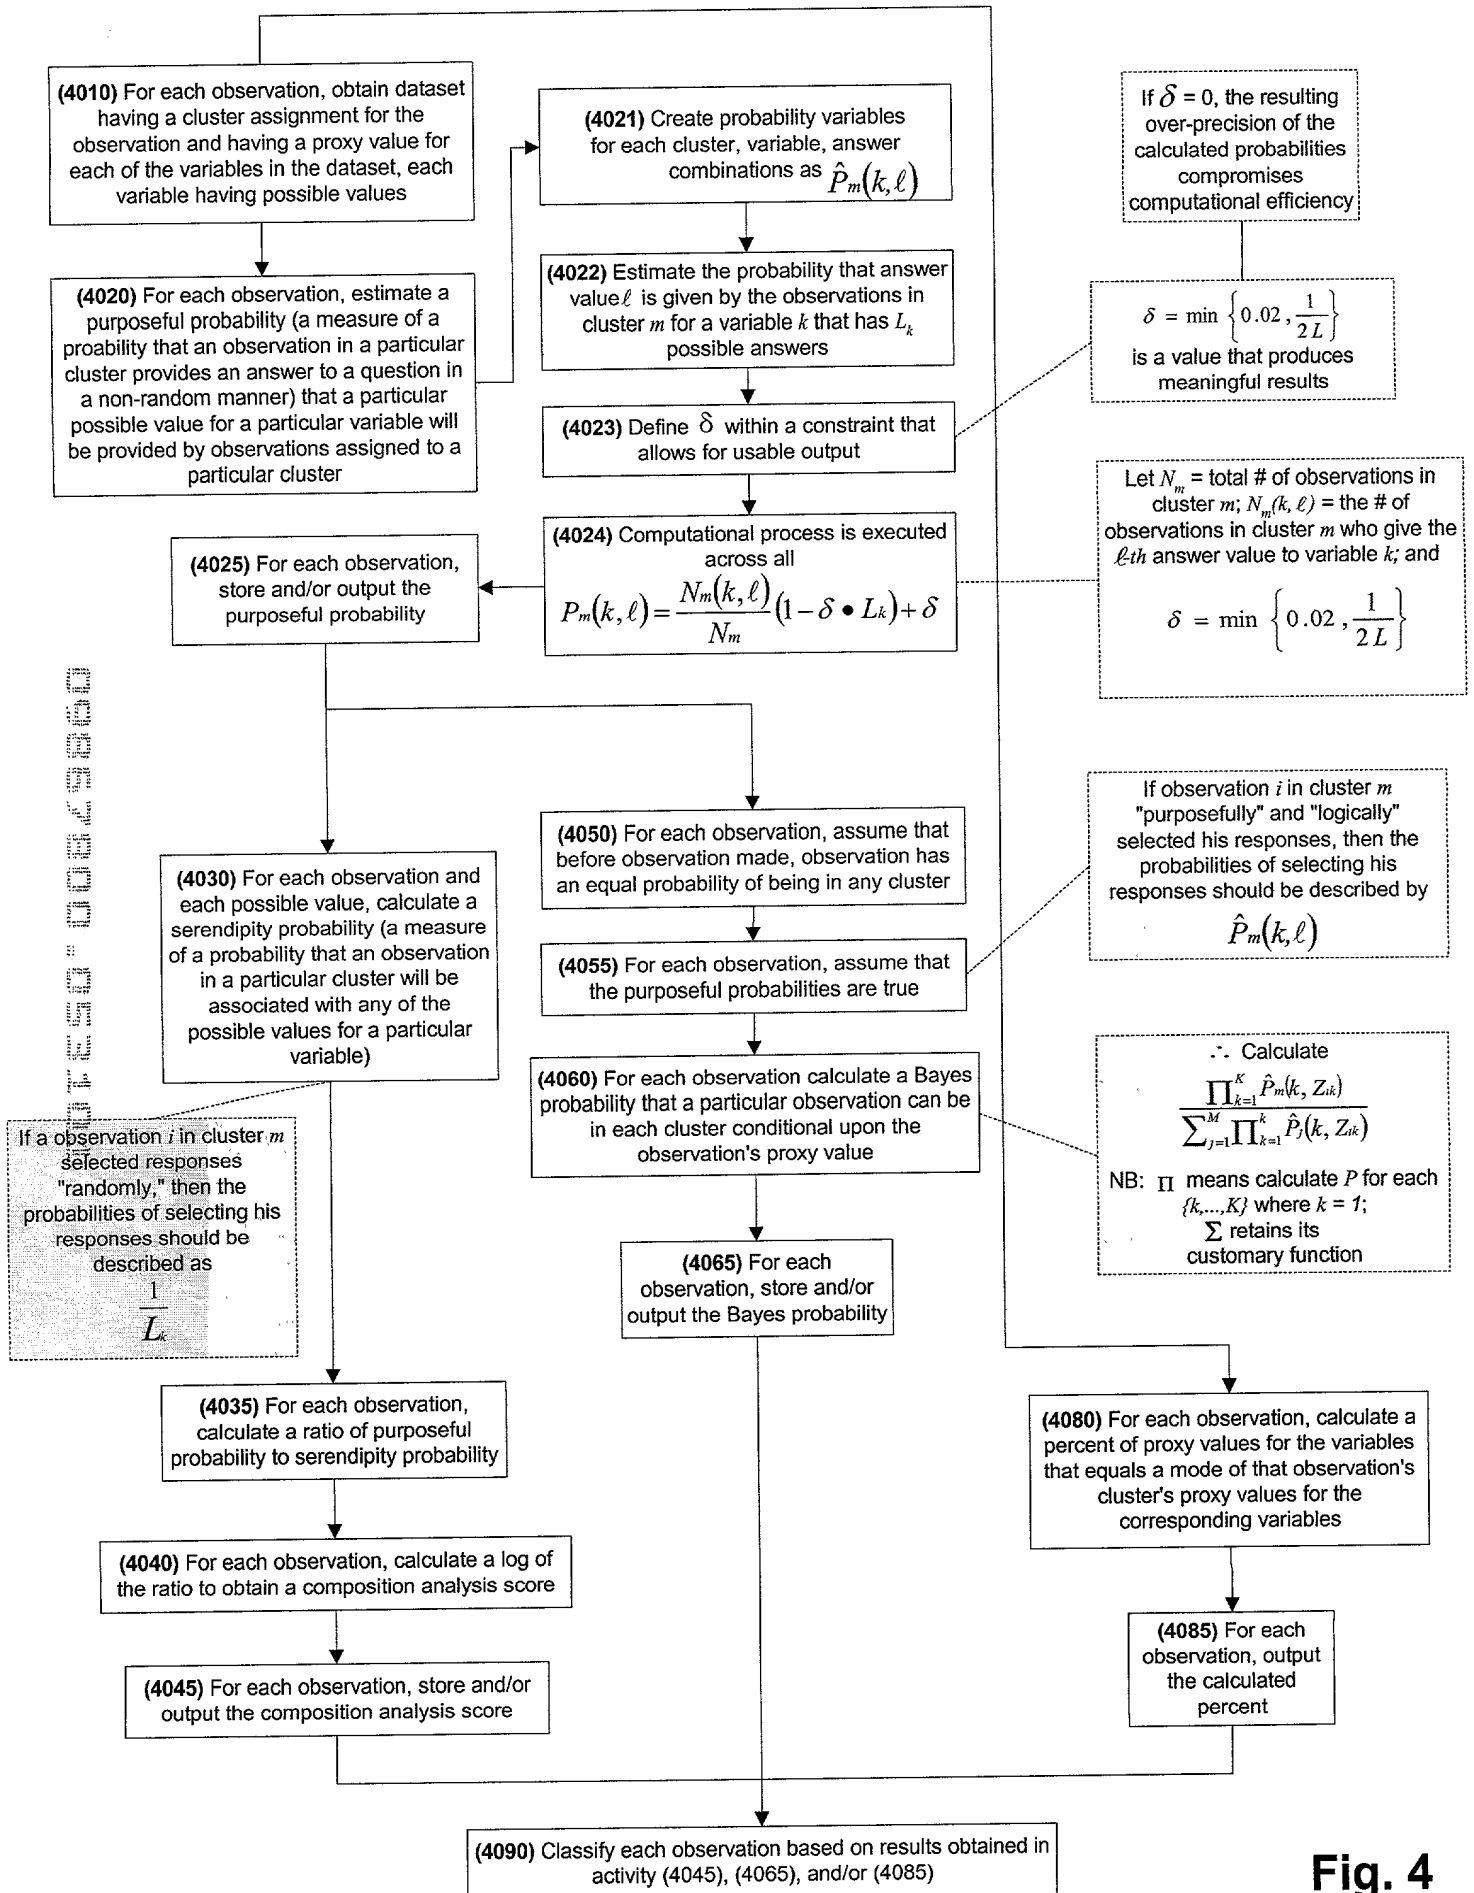 (4010) For each observation, obtain dataset
having a cluster assignment for the
observation and having a proxy value for
each of the variables in the dataset, each
variable having possible values
(4020) For each observation, estimate a
purposeful probability (a measure of a
proability that an observation in a particular
cluster provides an answer to a question in
a non-random manner) that a particular
possible value for a particular variable will
be provided by observations assigned to a
particular cluster
(4021) Create probability variables
for each cluster, variable, answer
combinations as P̂m(k,ℓ)
(4022) Estimate the probability that answer
value ℓ is given by the observations in
cluster m for a variable k that has Lk
possible answers
(4023) Define δ within a constraint that
allows for usable output
(4024) Computational process is executed
across all
Pm(k,ℓ) = Nm(k,ℓ)/Nm (1 − δ • Lk) + δ
If δ = 0, the resulting
over-precision of the
calculated probabilities
compromises
computational efficiency
δ = min {0.02 , 1/2L}
is a value that produces
meaningful results
Let Nm = total # of observations in
cluster m; Nm(k, ℓ) = the # of
observations in cluster m who give the
ℓ-th answer value to variable k; and
δ = min {0.02 , 1/2L}
(4025) For each observation,
store and/or output the
purposeful probability
(4030) For each observation and
each possible value, calculate a
serendipity probability (a measure
of a probability that an observation
in a particular cluster will be
associated with any of the
possible values for a particular
variable)
If a observation i in cluster m
selected responses
"randomly," then the
probabilities of selecting his
responses should be
described as
1/Lk
(4035) For each observation,
calculate a ratio of purposeful
probability to serendipity probability
(4040) For each observation, calculate a log of
the ratio to obtain a composition analysis score
(4045) For each observation, store and/or
output the composition analysis score
(4050) For each observation, assume that
before observation made, observation has
an equal probability of being in any cluster
(4055) For each observation, assume that
the purposeful probabilities are true
If observation i in cluster m
"purposefully" and "logically"
selected his responses, then the
probabilities of selecting his
responses should be described by
P̂m(k,ℓ)
(4060) For each observation calculate a Bayes
probability that a particular observation can be
in each cluster conditional upon the
observation's proxy value
∴ Calculate
∏ᴷk=1 P̂m(k, Zik)
∑ᴹj=1 ∏ᵏk=1 P̂j(k, Zik)
NB: Π means calculate P for each
{k,...,K} where k = 1;
Σ retains its
customary function
(4065) For each
observation, store and/or
output the Bayes probability
(4080) For each observation, calculate a
percent of proxy values for the variables
that equals a mode of that observation's
cluster's proxy values for the
corresponding variables
(4085) For each
observation, output
the calculated
percent
(4090) Classify each observation based on results obtained in
activity (4045), (4065), and/or (4085)
Fig. 4